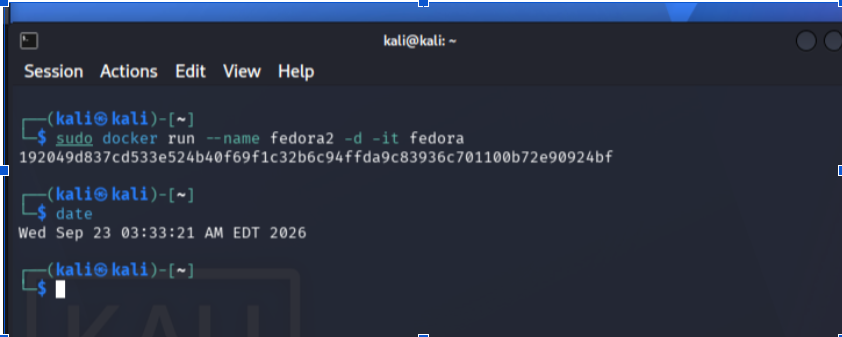 kali@kali: ~
Session Actions Edit View Help
┌──(kali㉿kali)-[~]
└─$ sudo docker run --name fedora2 -d -it fedora
192049d837cd533e524b40f69f1c32b6c94ffda9c83936c701100b72e90924bf
┌──(kali㉿kali)-[~]
└─$ date
Wed Sep 23 03:33:21 AM EDT 2026
┌──(kali㉿kali)-[~]
└─$
KALI